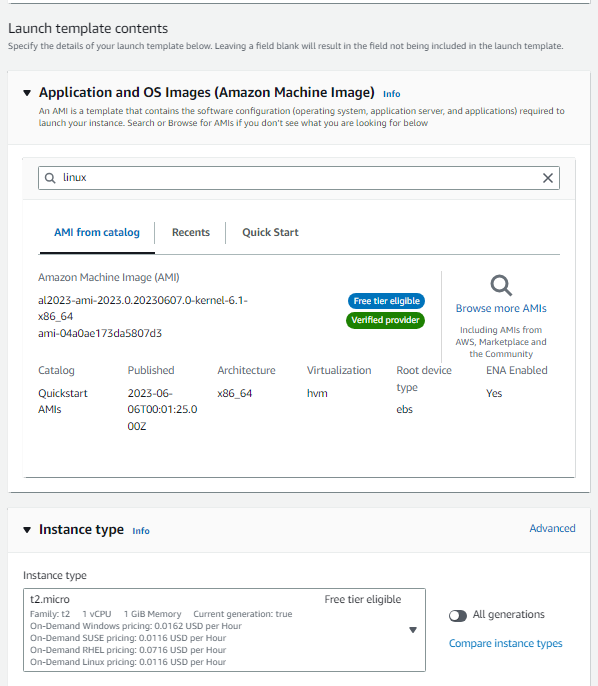 Launch template contents
Specify the details of your launch template below. Leaving a field blank will result in the field not being included in the launch template.
Application and OS Images (Amazon Machine Image) Info
An AMI is a template that contains the software configuration (operating system, application server, and applications) required to
launch your instance. Search or Browse for AMIs if you don't see what you are looking for below
linux
AMI from catalog
Recents
Quick Start
Amazon Machine Image (AMI)
al2023-ami-2023.0.20230607.0-kernel-6.1-
x86_64
ami-04a0ae173da5807d3
Free tier eligible
Verified provider
Browse more AMIs
Including AMIs from
AWS, Marketplace and
the Community
Catalog
Quickstart
AMIs
Published
2023-06-
06T00:01:25.0
00Z
Architecture
x86_64
Virtualization
hvm
Root device
type
ebs
ENA Enabled
Yes
Instance type Info
Advanced
Instance type
t2.micro
Free tier eligible
Family: t2 1 vCPU 1 GiB Memory Current generation: true
On-Demand Windows pricing: 0.0162 USD per Hour
On-Demand SUSE pricing: 0.0116 USD per Hour
On-Demand RHEL pricing: 0.0716 USD per Hour
On-Demand Linux pricing: 0.0116 USD per Hour
All generations
Compare instance types